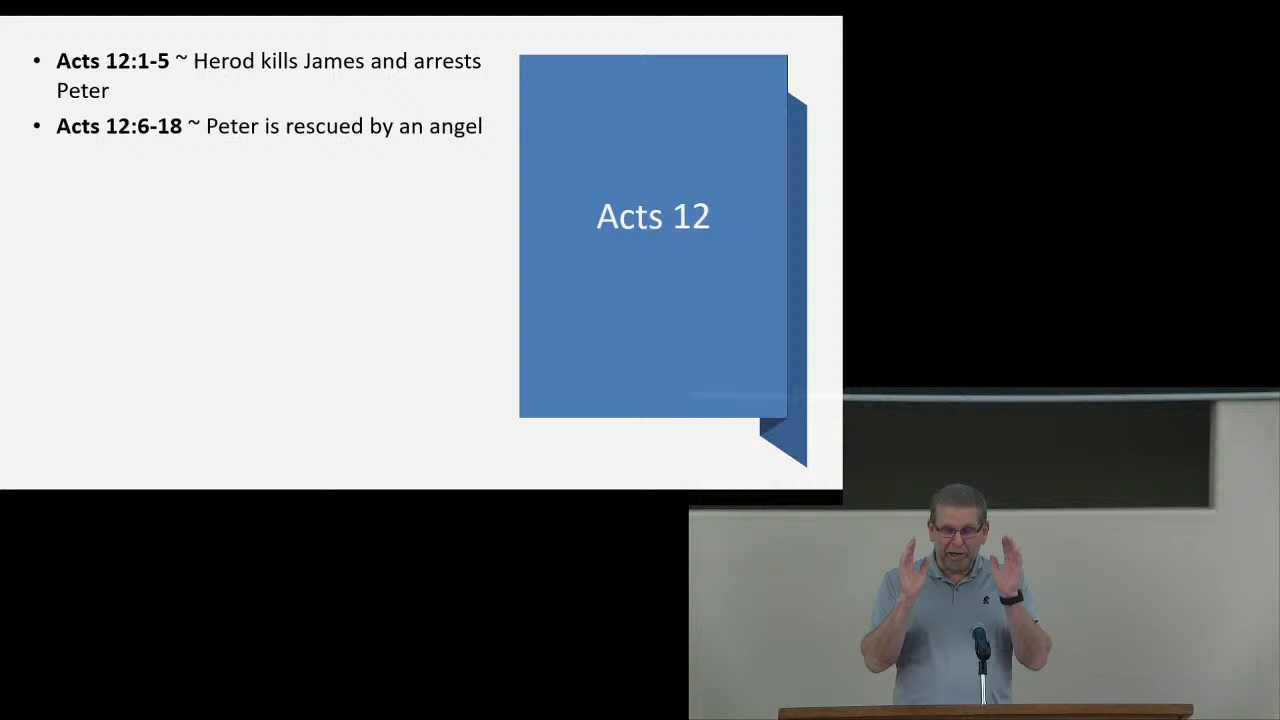 • Acts 12:1-5 ~ Herod kills James and arrests
Peter
• Acts 12:6-18 ~ Peter is rescued by an angel
Acts 12